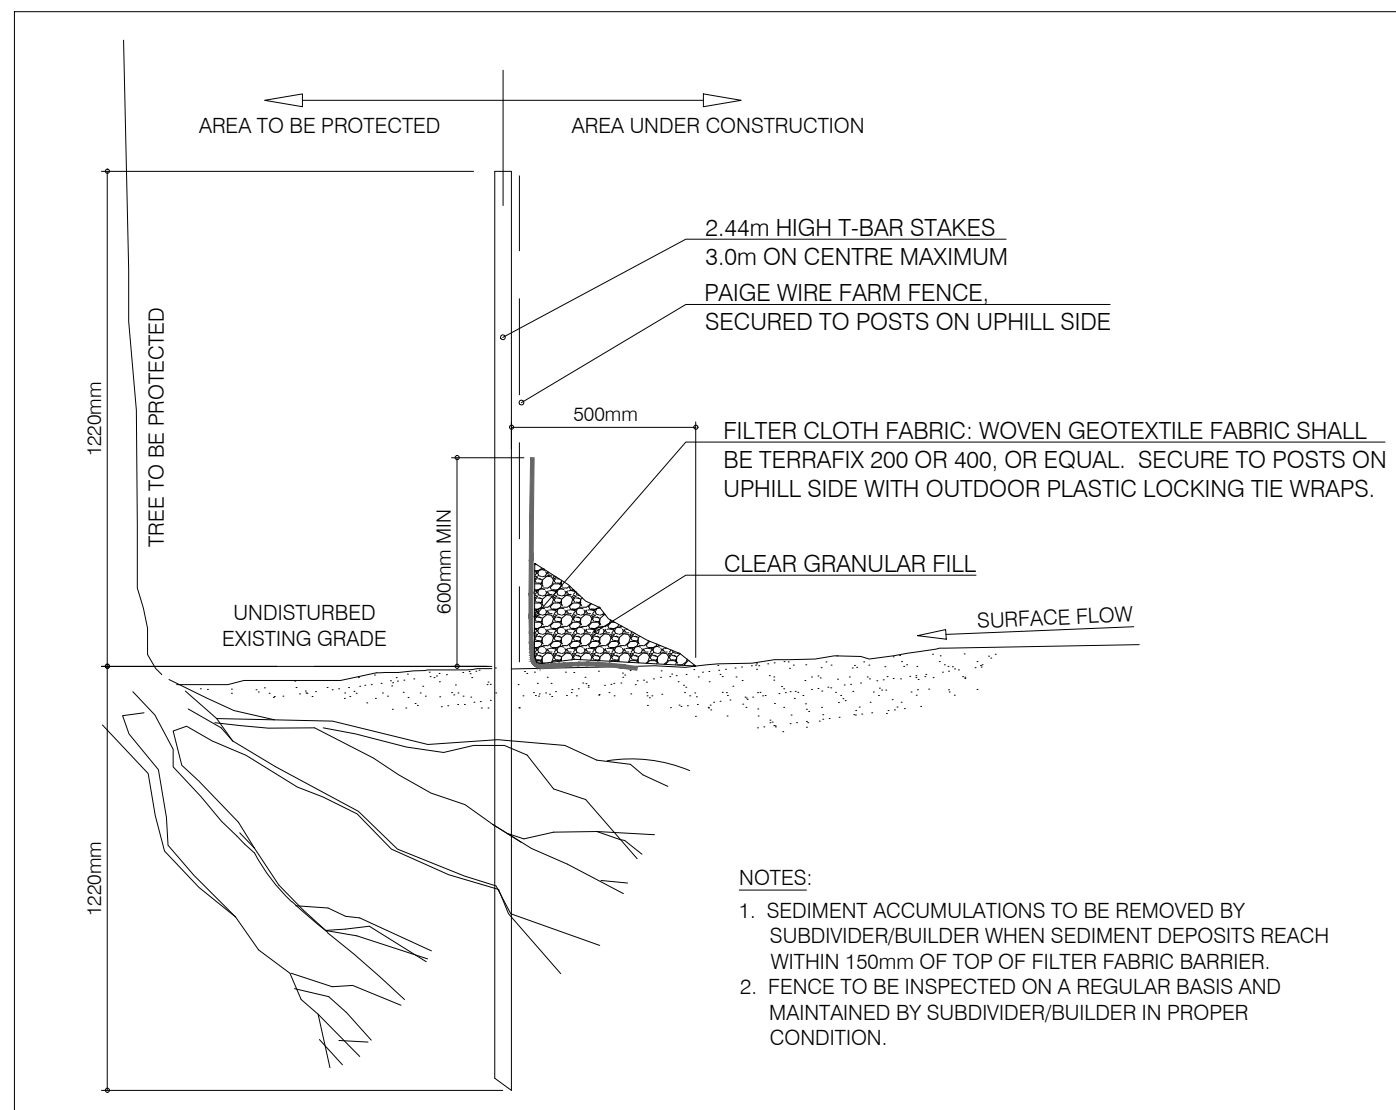 AREA TO BE PROTECTED
AREA UNDER CONSTRUCTION
2.44m HIGH T-BAR STAKES
3.0m ON CENTRE MAXIMUM
PAIGE WIRE FARM FENCE,
SECURED TO POSTS ON UPHILL SIDE
TREE TO BE PROTECTED
1220mm
500mm
FILTER CLOTH FABRIC: WOVEN GEOTEXTILE FABRIC SHALL
BE TERRAFIX 200 OR 400, OR EQUAL. SECURE TO POSTS ON
UPHILL SIDE WITH OUTDOOR PLASTIC LOCKING TIE WRAPS.
600mm MIN
CLEAR GRANULAR FILL
UNDISTURBED
EXISTING GRADE
SURFACE FLOW
1220mm
NOTES:
1. SEDIMENT ACCUMULATIONS TO BE REMOVED BY
SUBDIVIDER/BUILDER WHEN SEDIMENT DEPOSITS REACH
WITHIN 150mm OF TOP OF FILTER FABRIC BARRIER.
2. FENCE TO BE INSPECTED ON A REGULAR BASIS AND
MAINTAINED BY SUBDIVIDER/BUILDER IN PROPER
CONDITION.